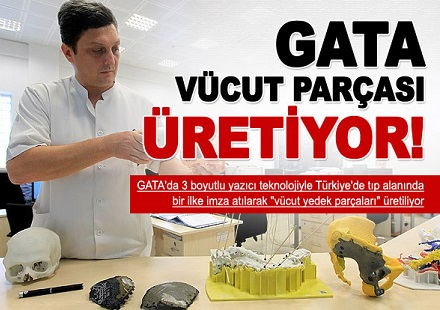 GATA
VÜCUT PARÇASI
ÜRETİYOR!
GATA'da 3 boyutlu yazıcı teknolojiyle Türkiye'de tıp alanında
bir ilke imza atılarak "vücut yedek parçaları" üretiliyor